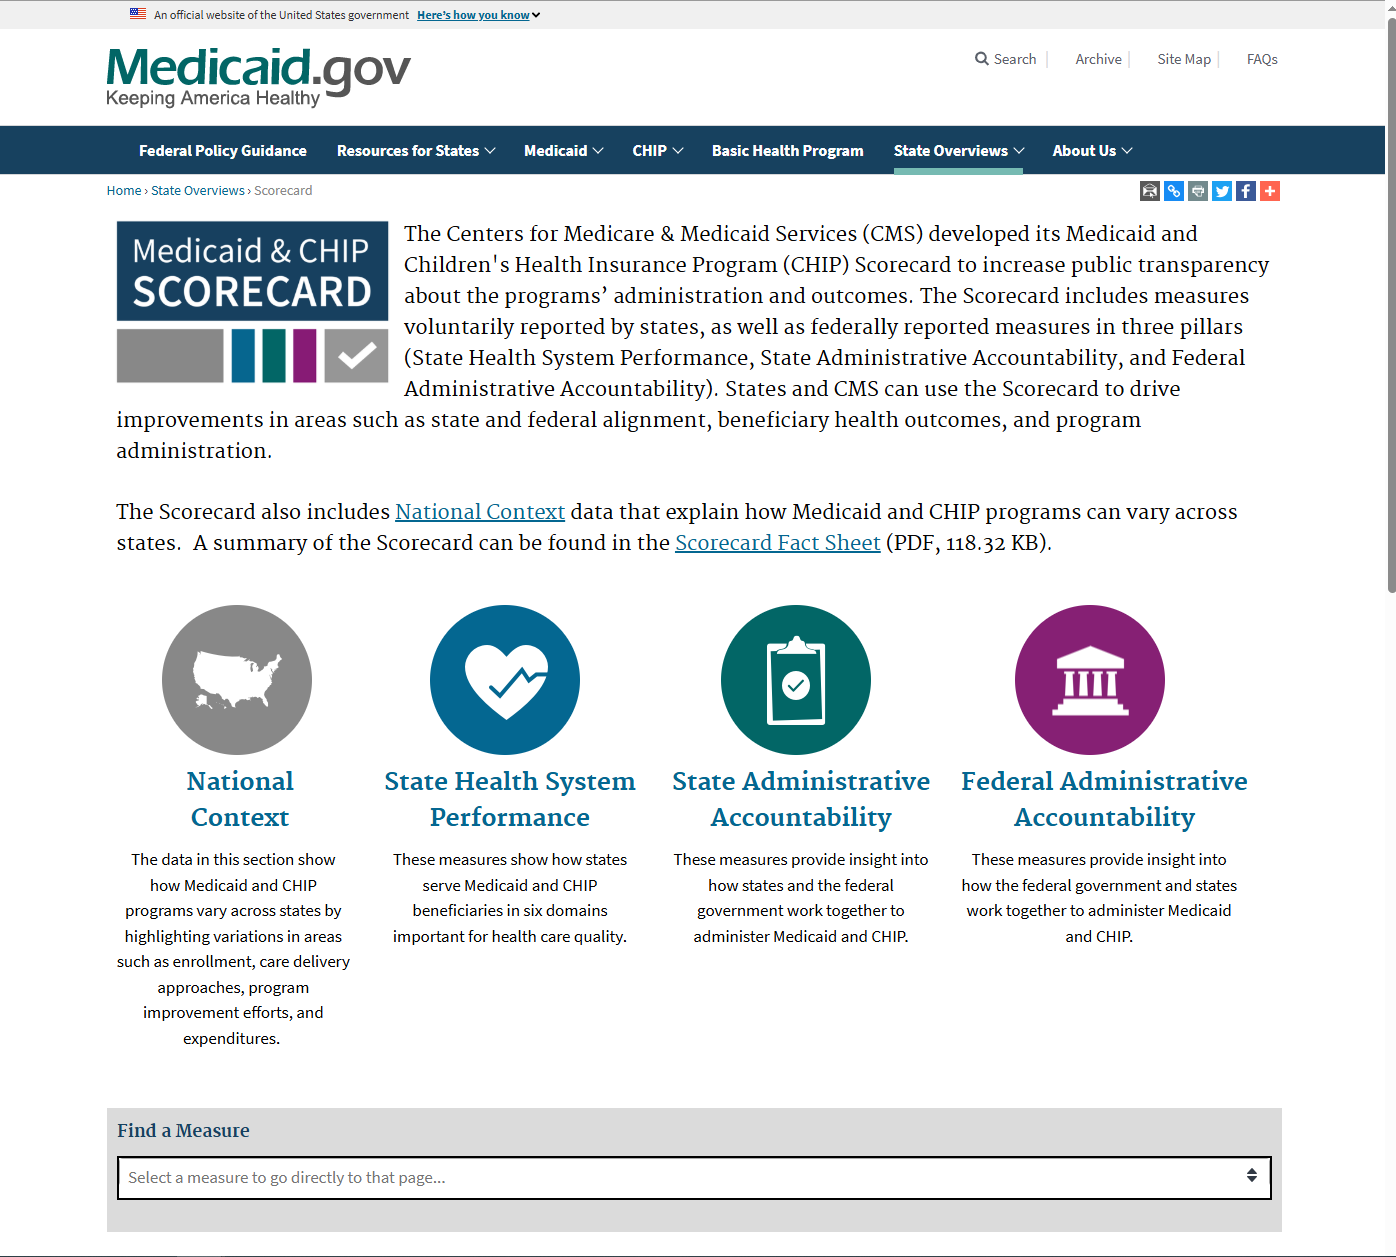 An official website of the United States government Here's how you know
Medicaid.gov
Keeping America Healthy
Search
Archive
Site Map
FAQs
Federal Policy Guidance
Resources for States
Medicaid
CHIP
Basic Health Program
State Overviews
About Us
Home › State Overviews › Scorecard
Medicaid & CHIP
SCORECARD
The Centers for Medicare & Medicaid Services (CMS) developed its Medicaid and
Children's Health Insurance Program (CHIP) Scorecard to increase public transparency
about the programs’ administration and outcomes. The Scorecard includes measures
voluntarily reported by states, as well as federally reported measures in three pillars
(State Health System Performance, State Administrative Accountability, and Federal
Administrative Accountability). States and CMS can use the Scorecard to drive
improvements in areas such as state and federal alignment, beneficiary health outcomes, and program
administration.
The Scorecard also includes National Context data that explain how Medicaid and CHIP programs can vary across
states. A summary of the Scorecard can be found in the Scorecard Fact Sheet (PDF, 118.32 KB).
National
Context
The data in this section show
how Medicaid and CHIP
programs vary across states by
highlighting variations in areas
such as enrollment, care delivery
approaches, program
improvement efforts, and
expenditures.
State Health System
Performance
These measures show how states
serve Medicaid and CHIP
beneficiaries in six domains
important for health care quality.
State Administrative
Accountability
These measures provide insight into
how states and the federal
government work together to
administer Medicaid and CHIP.
Federal Administrative
Accountability
These measures provide insight into
how the federal government and states
work together to administer Medicaid
and CHIP.
Find a Measure
Select a measure to go directly to that page...